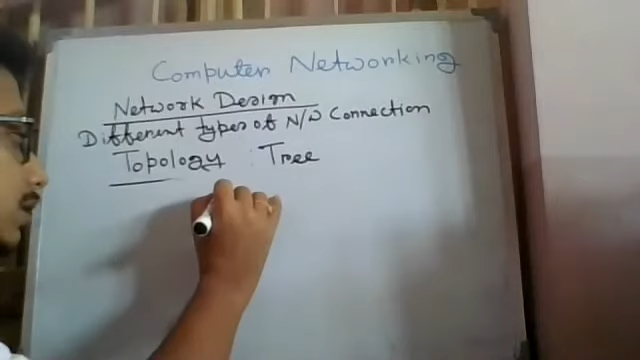 Computer Networking
Network Design
Different types of N/W Connection
Topology : Tree